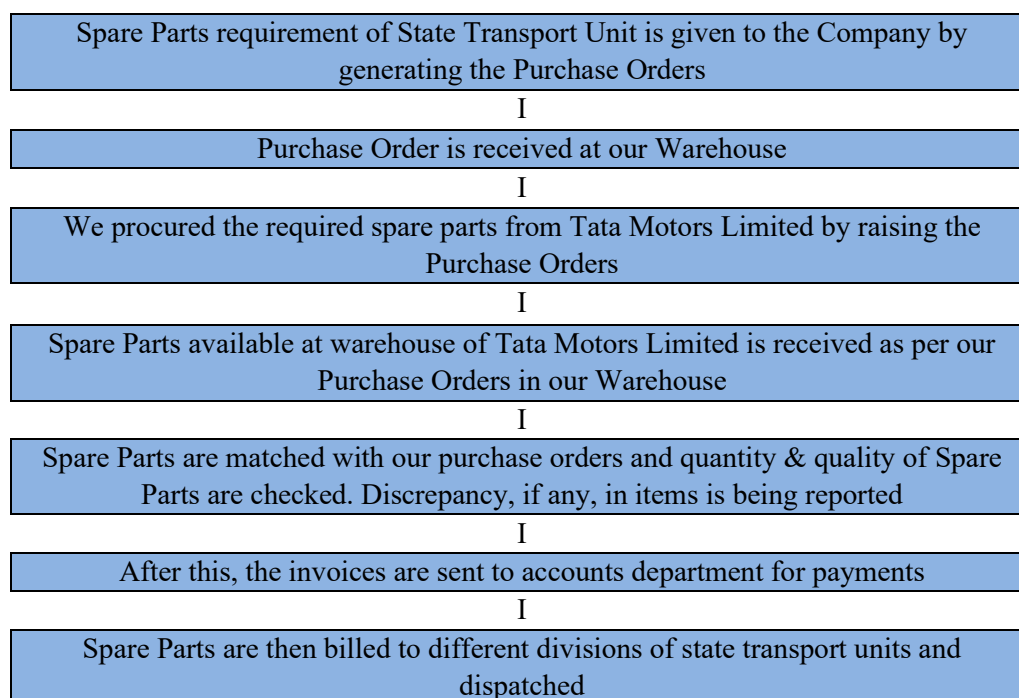 Spare Parts requirement of State Transport Unit is given to the Company by
generating the Purchase Orders
I
Purchase Order is received at our Warehouse
I
We procured the required spare parts from Tata Motors Limited by raising the
Purchase Orders
I
Spare Parts available at warehouse of Tata Motors Limited is received as per our
Purchase Orders in our Warehouse
I
Spare Parts are matched with our purchase orders and quantity & quality of Spare
Parts are checked. Discrepancy, if any, in items is being reported
I
After this, the invoices are sent to accounts department for payments
I
Spare Parts are then billed to different divisions of state transport units and
dispatched